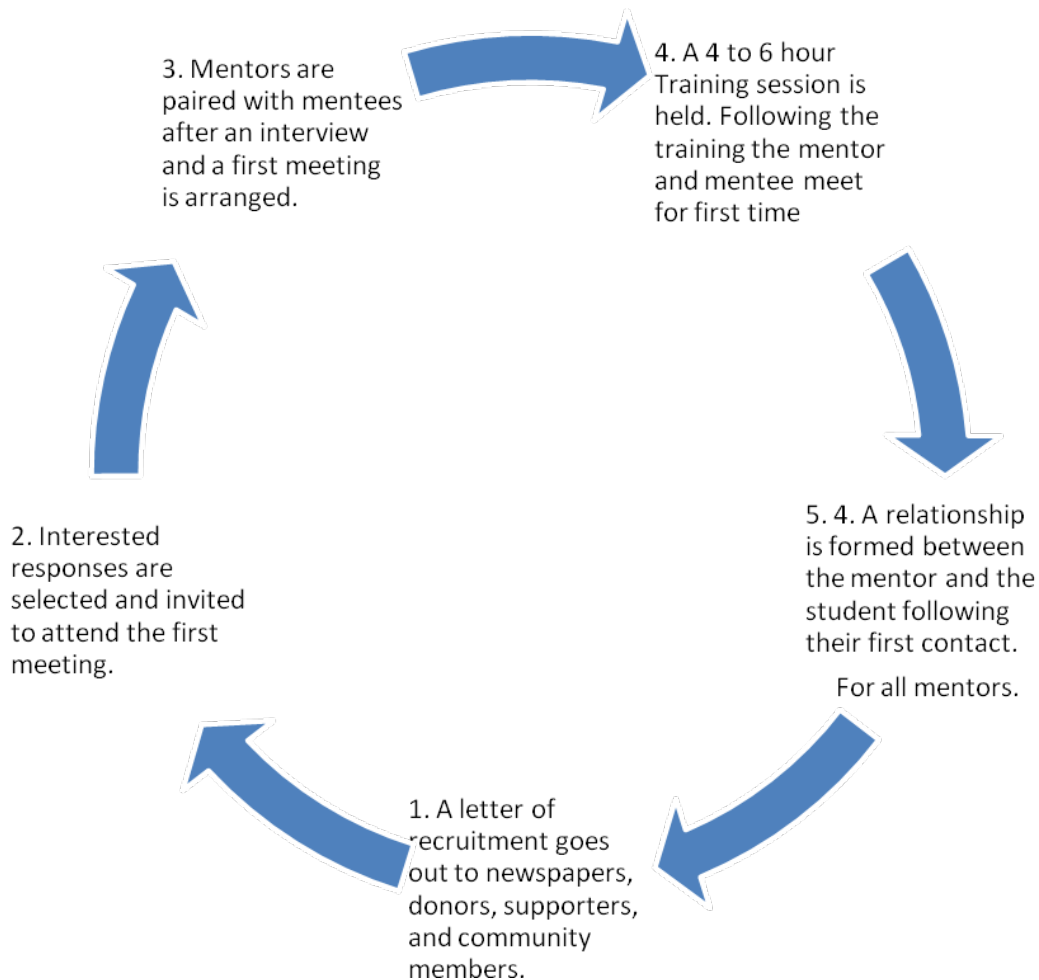 3. Mentors are
paired with mentees
after an interview
and a first meeting
is arranged.
4. A 4 to 6 hour
Training session is
held. Following the
training the mentor
and mentee meet
for first time
5. 4. A relationship
is formed between
the mentor and the
student following
their first contact.
For all mentors.
1. A letter of
recruitment goes
out to newspapers,
donors, supporters,
and community
members.
2. Interested
responses are
selected and invited
to attend the first
meeting.